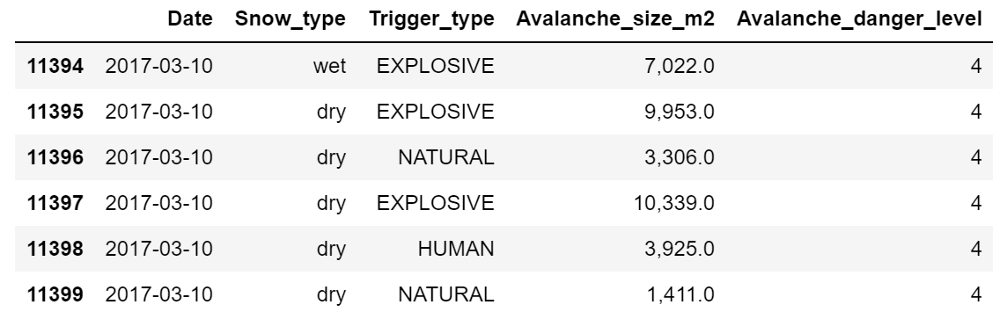 Date Snow_type Trigger_type Avalanche_size_m2 Avalanche_danger_level
11394 2017-03-10 wet EXPLOSIVE 7,022.0 4
11395 2017-03-10 dry EXPLOSIVE 9,953.0 4
11396 2017-03-10 dry NATURAL 3,306.0 4
11397 2017-03-10 dry EXPLOSIVE 10,339.0 4
11398 2017-03-10 dry HUMAN 3,925.0 4
11399 2017-03-10 dry NATURAL 1,411.0 4